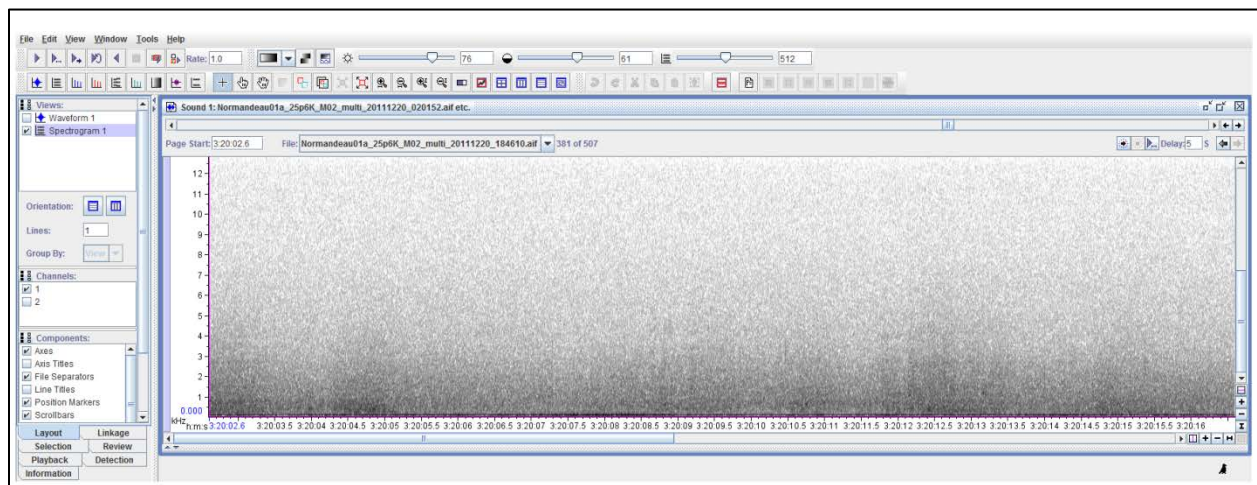 File Edit View Window Tools Help
Rate: 1.0 76 61 512
Views:
Waveform 1
Spectrogram 1
Orientation:
Lines: 1
Group By: View
Channels:
1
2
Components:
Axes
Axis Titles
File Separators
Line Titles
Position Markers
Scrollbars
Layout Linkage
Selection Review
Playback Detection
Information
Sound 1: Normandeau01a_25p6K_M02_multi_20111220_020152.aif etc.
Page Start: 3:20:02.6 File: Normandeau01a_25p6K_M02_multi_20111220_184610.aif 381 of 507 Delay: 5 S
12
11
10
9
8
7
6
5
4
3
2
1
0.000
kHz
h:m:s 3:20:02.6 3:20:03.5 3:20:04 3:20:04.5 3:20:05 3:20:05.5 3:20:06 3:20:06.5 3:20:07 3:20:07.5 3:20:08 3:20:08.5 3:20:09 3:20:09.5 3:20:10 3:20:10.5 3:20:11 3:20:11.5 3:20:12 3:20:12.5 3:20:13 3:20:13.5 3:20:14 3:20:14.5 3:20:15 3:20:15.5 3:20:16